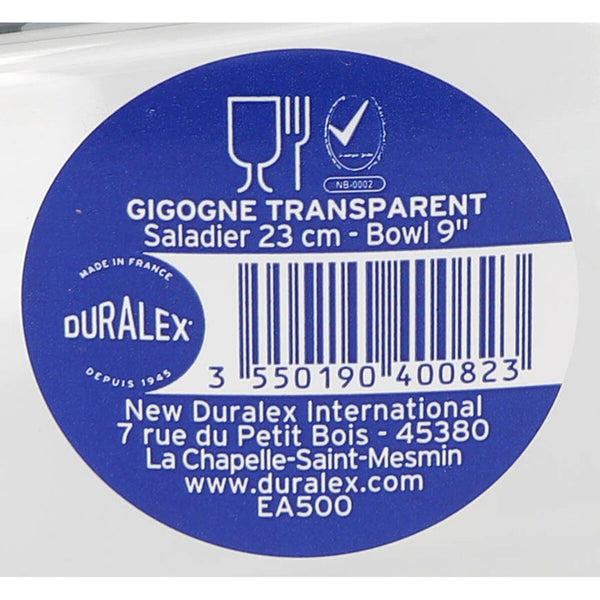 NB-0002
GIGOGNE TRANSPARENT
Saladier 23 cm - Bowl 9"
MADE IN FRANCE
DURALEX
DEPUIS 1945
3 550190 400823
New Duralex International
7 rue du Petit Bois - 45380
La Chapelle-Saint-Mesmin
www.duralex.com
EA500